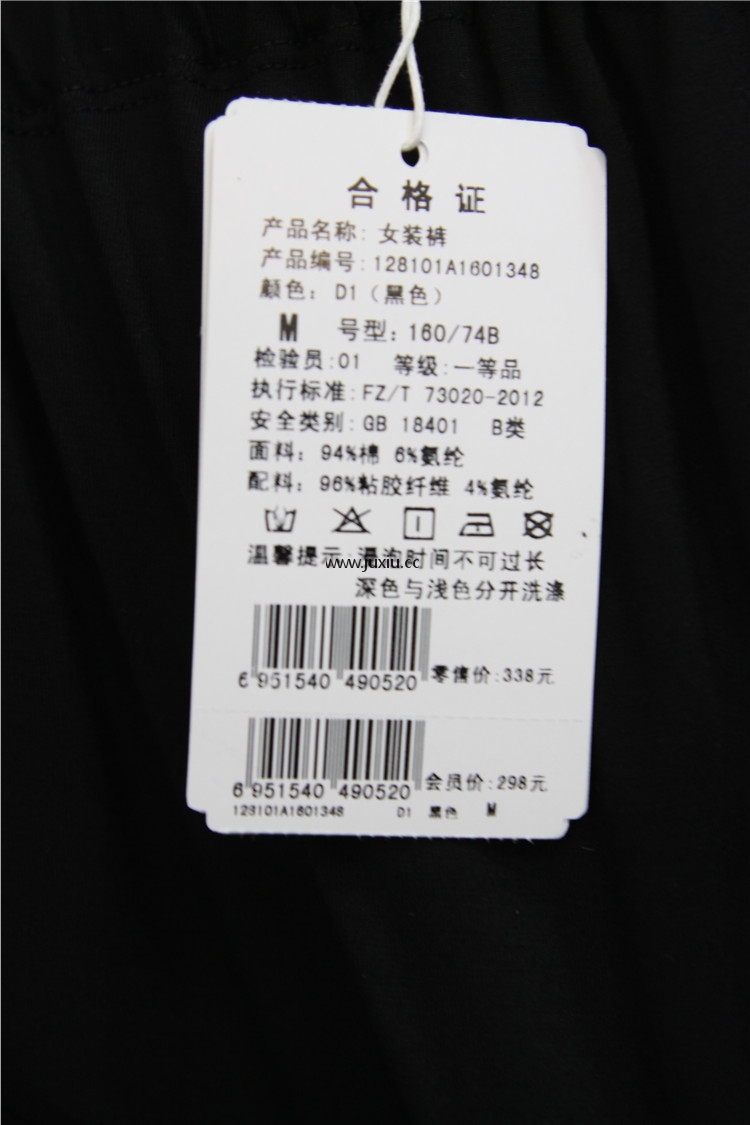 合格证
产品名称: 女装裤
产品编号: 128101A1601348
颜色: D1 (黑色)
M 号型: 160/74B
检验员:01 等级:一等品
执行标准: FZ/T 73020-2012
安全类别: GB 18401 B类
面料: 94%棉 6%氨纶
配料: 96%粘胶纤维 4%氨纶
温馨提示: 浸泡时间不可过长
www.juxiu.cc
深色与浅色分开洗涤
6 951540 490520 零售价:338元
6 951540 490520 会员价:298元
128101A1601348 D1 黑色 M